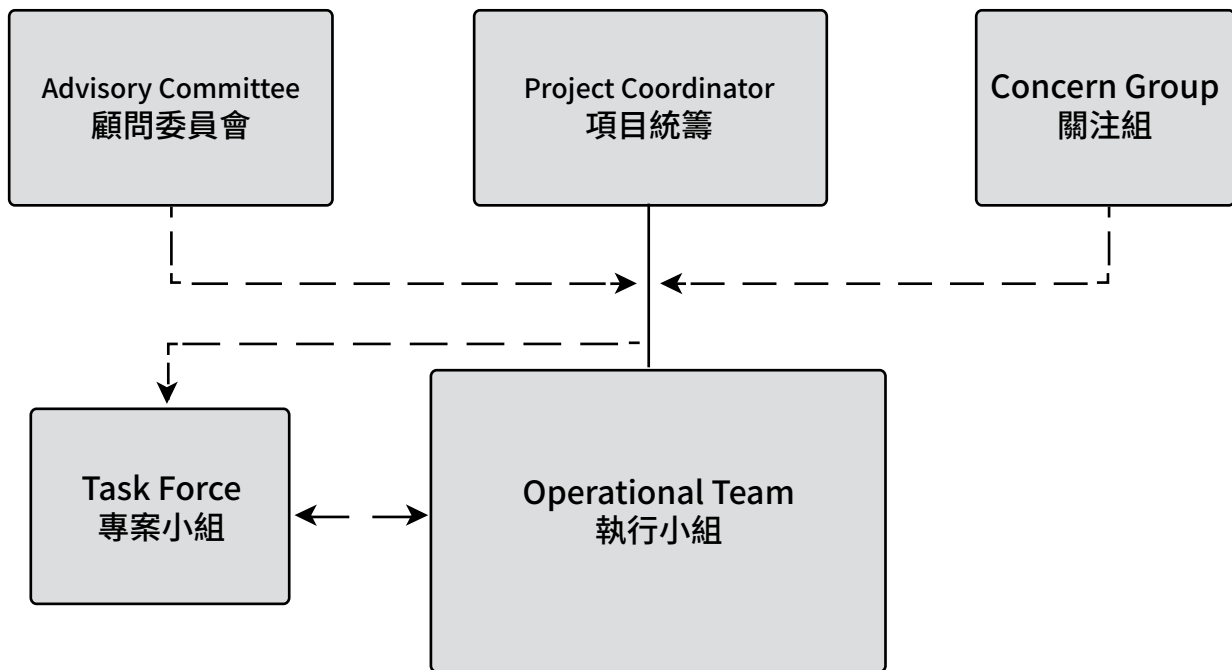 Advisory Committee
顧問委員會
Project Coordinator
項目統籌
Concern Group
關注組
Task Force
專案小組
Operational Team
執行小組